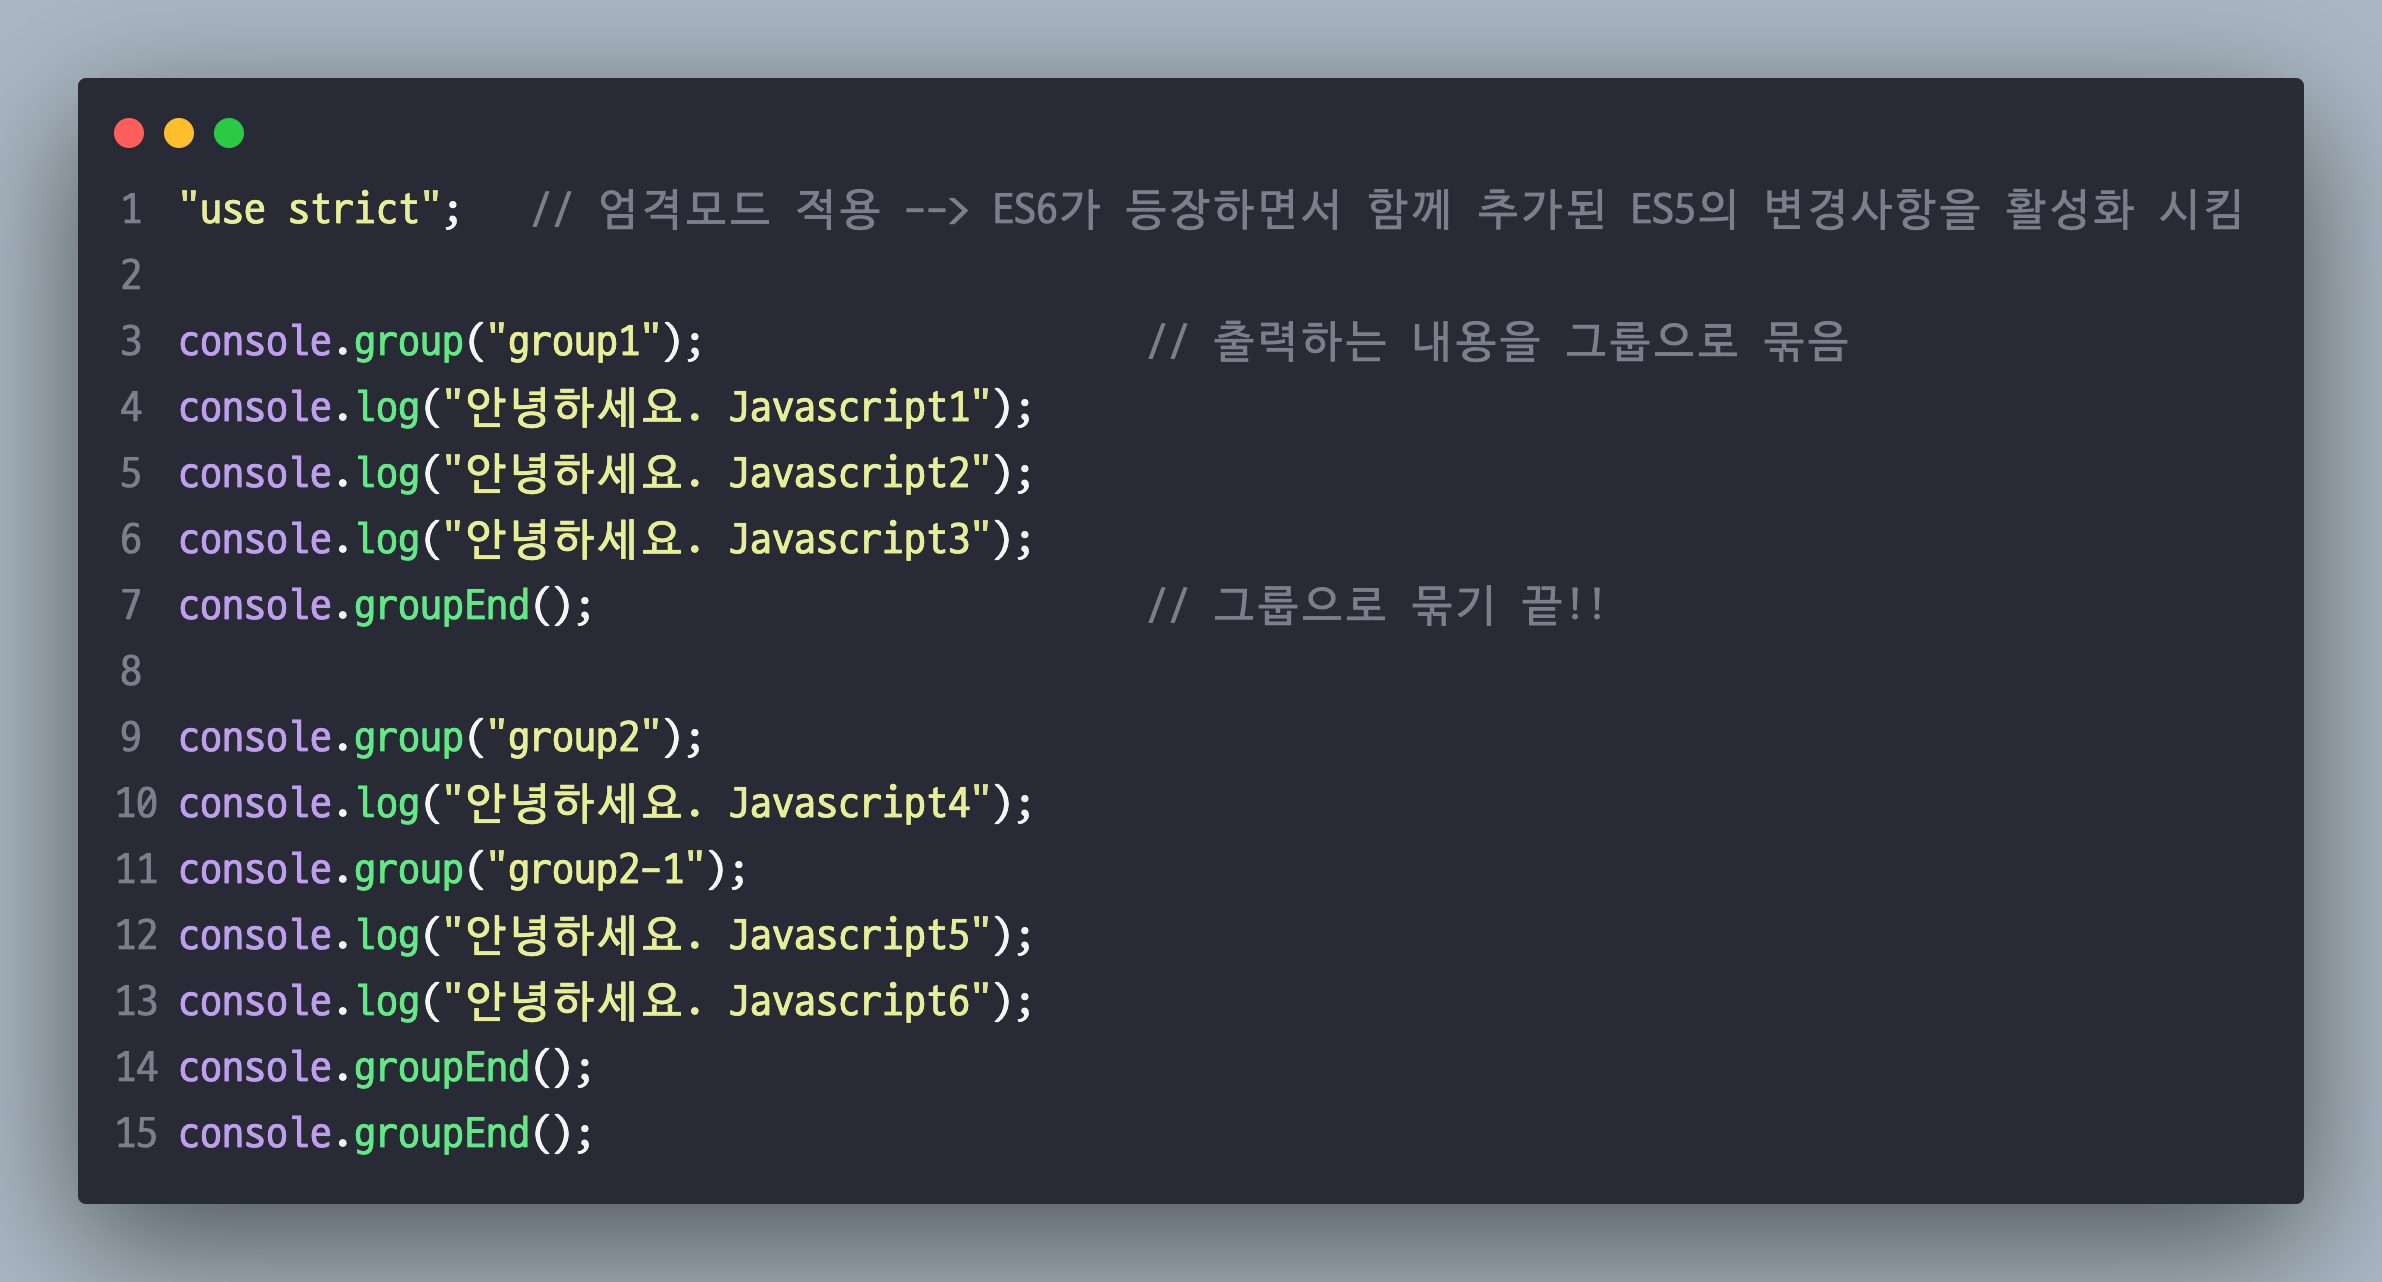 1 "use strict";   // 엄격모드 적용 --> ES6가 등장하면서 함께 추가된 ES5의 변경사항을 활성화 시킴
2
3 console.group("group1");                    // 출력하는 내용을 그룹으로 묶음
4 console.log("안녕하세요. Javascript1");
5 console.log("안녕하세요. Javascript2");
6 console.log("안녕하세요. Javascript3");
7 console.groupEnd();                         // 그룹으로 묶기 끝!!
8
9 console.group("group2");
10 console.log("안녕하세요. Javascript4");
11 console.group("group2-1");
12 console.log("안녕하세요. Javascript5");
13 console.log("안녕하세요. Javascript6");
14 console.groupEnd();
15 console.groupEnd();